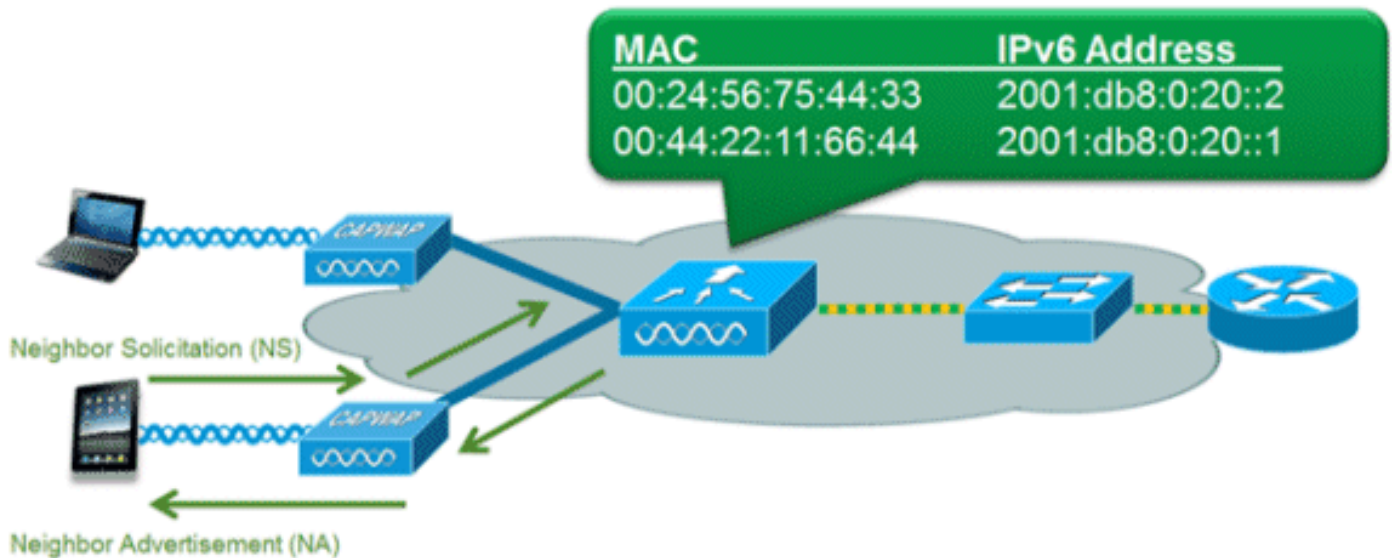 MAC IPv6 Address
00:24:56:75:44:33 2001:db8:0:20::2
00:44:22:11:66:44 2001:db8:0:20::1
CAPWAP
Neighbor Solicitation (NS)
CAPWAP
Neighbor Advertisement (NA)